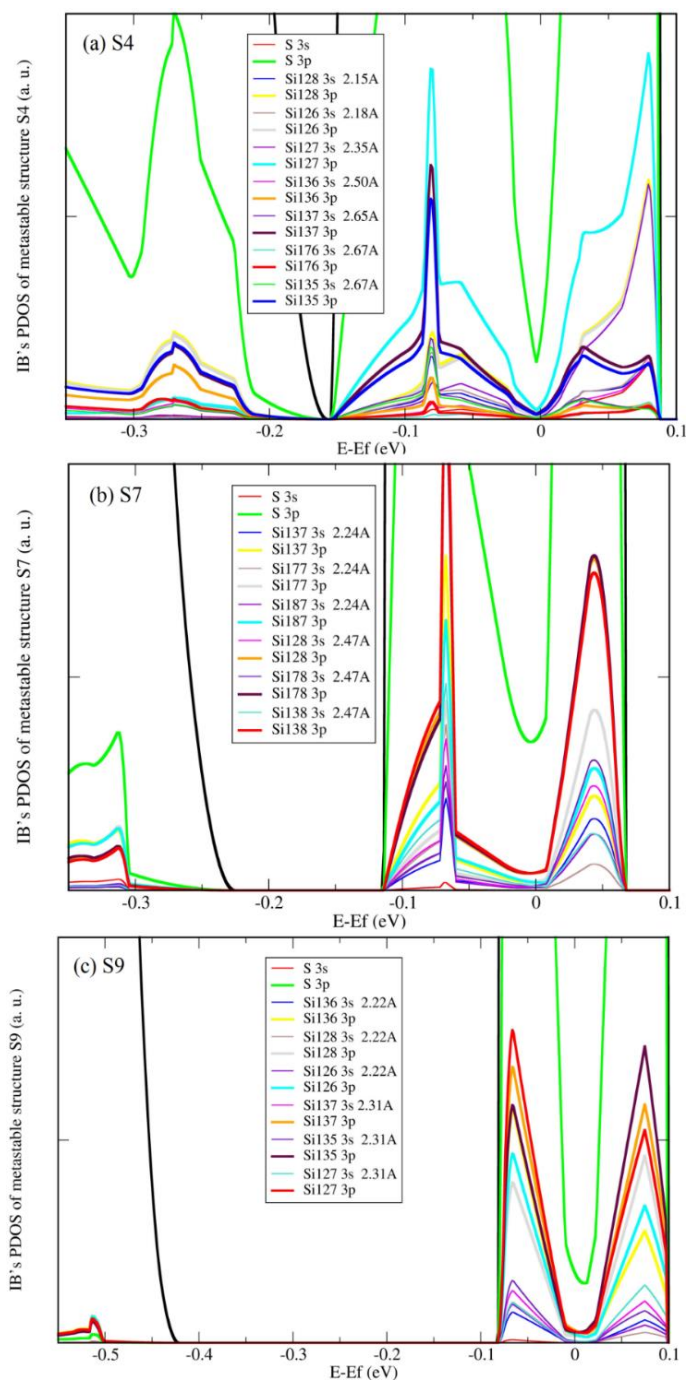 (a) S4
S 3s
S 3p
Si128 3s 2.15A
Si128 3p
Si126 3s 2.18A
Si126 3p
Si127 3s 2.35A
Si127 3p
Si136 3s 2.50A
Si136 3p
Si137 3s 2.65A
Si137 3p
Si176 3s 2.67A
Si176 3p
Si135 3s 2.67A
Si135 3p
IB's PDOS of metastable structure S4 (a. u.)
-0.3 -0.2 -0.1 0 0.1
E-Ef (eV)
(b) S7
S 3s
S 3p
Si137 3s 2.24A
Si137 3p
Si177 3s 2.24A
Si177 3p
Si187 3s 2.24A
Si187 3p
Si128 3s 2.47A
Si128 3p
Si178 3s 2.47A
Si178 3p
Si138 3s 2.47A
Si138 3p
IB's PDOS of metastable structure S7 (a. u.)
-0.3 -0.2 -0.1 0 0.1
E-Ef (eV)
(c) S9
S 3s
S 3p
Si136 3s 2.22A
Si136 3p
Si128 3s 2.22A
Si128 3p
Si126 3s 2.22A
Si126 3p
Si137 3s 2.31A
Si137 3p
Si135 3s 2.31A
Si135 3p
Si127 3s 2.31A
Si127 3p
IB's PDOS of metastable structure S9 (a. u.)
-0.5 -0.4 -0.3 -0.2 -0.1 0 0.1
E-Ef (eV)